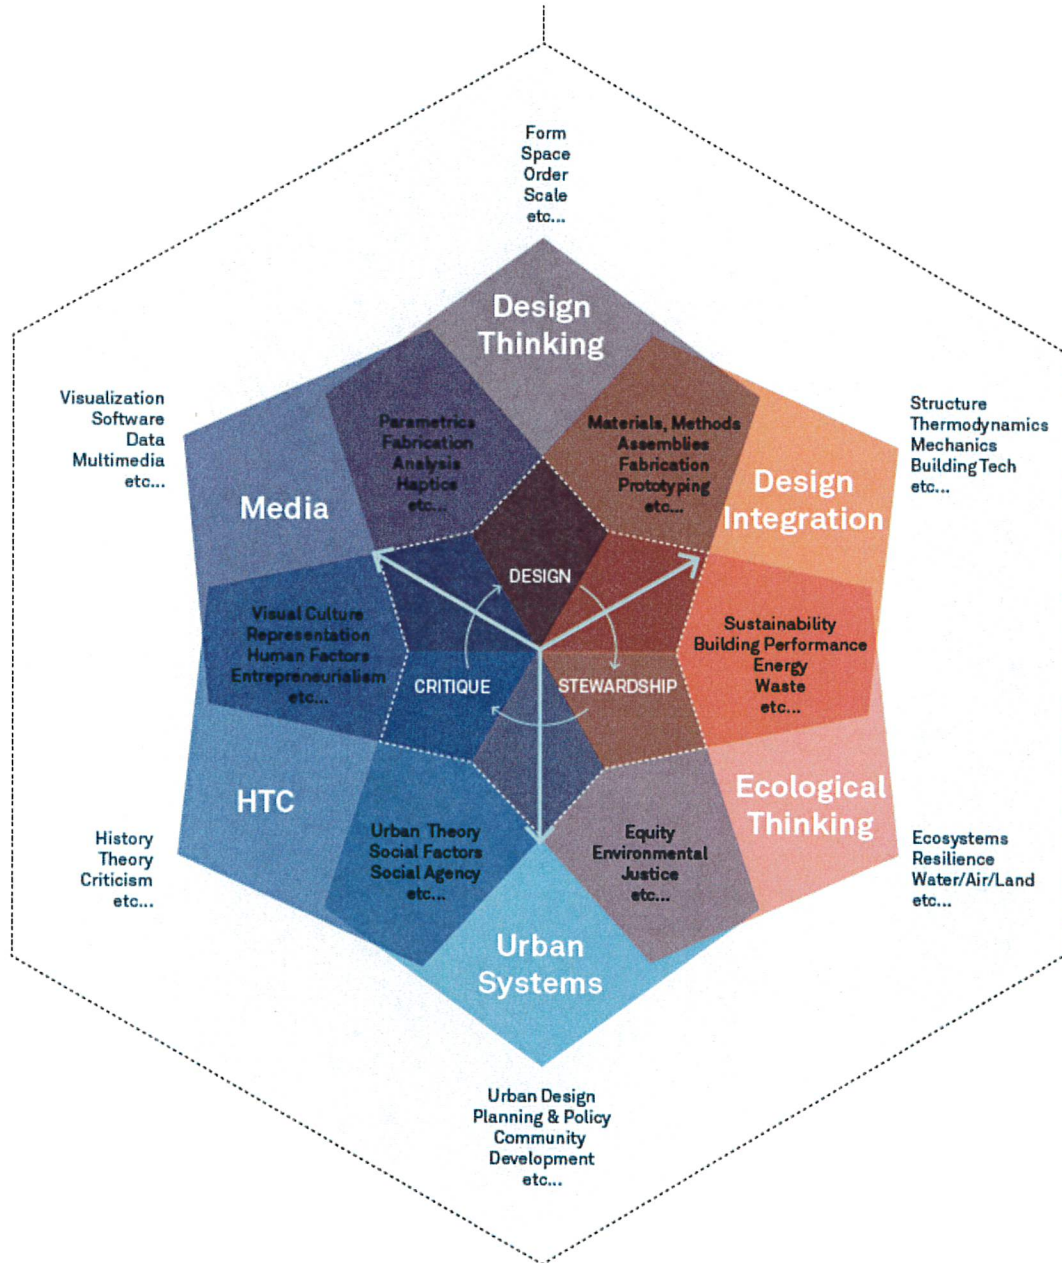 Form
Space
Order
Scale
etc...
Design
Thinking
Visualization
Software
Data
Multimedia
etc...
Media
Parametrics
Fabrication
Analysis
Haptics
etc...
Materials, Methods
Assemblies
Fabrication
Prototyping
etc...
Design
Integration
Structure
Thermodynamics
Mechanics
Building Tech
etc...
DESIGN
Visual Culture
Representation
Human Factors
Entrepreneurialism
etc...
CRITIQUE
STEWARDSHIP
Sustainability
Building Performance
Energy
Waste
etc...
HTC
Ecological
Thinking
History
Theory
Criticism
etc...
Urban Theory
Social Factors
Social Agency
etc...
Equity
Environmental
Justice
etc...
Ecosystems
Resilience
Water/Air/Land
etc...
Urban
Systems
Urban Design
Planning & Policy
Community
Development
etc...